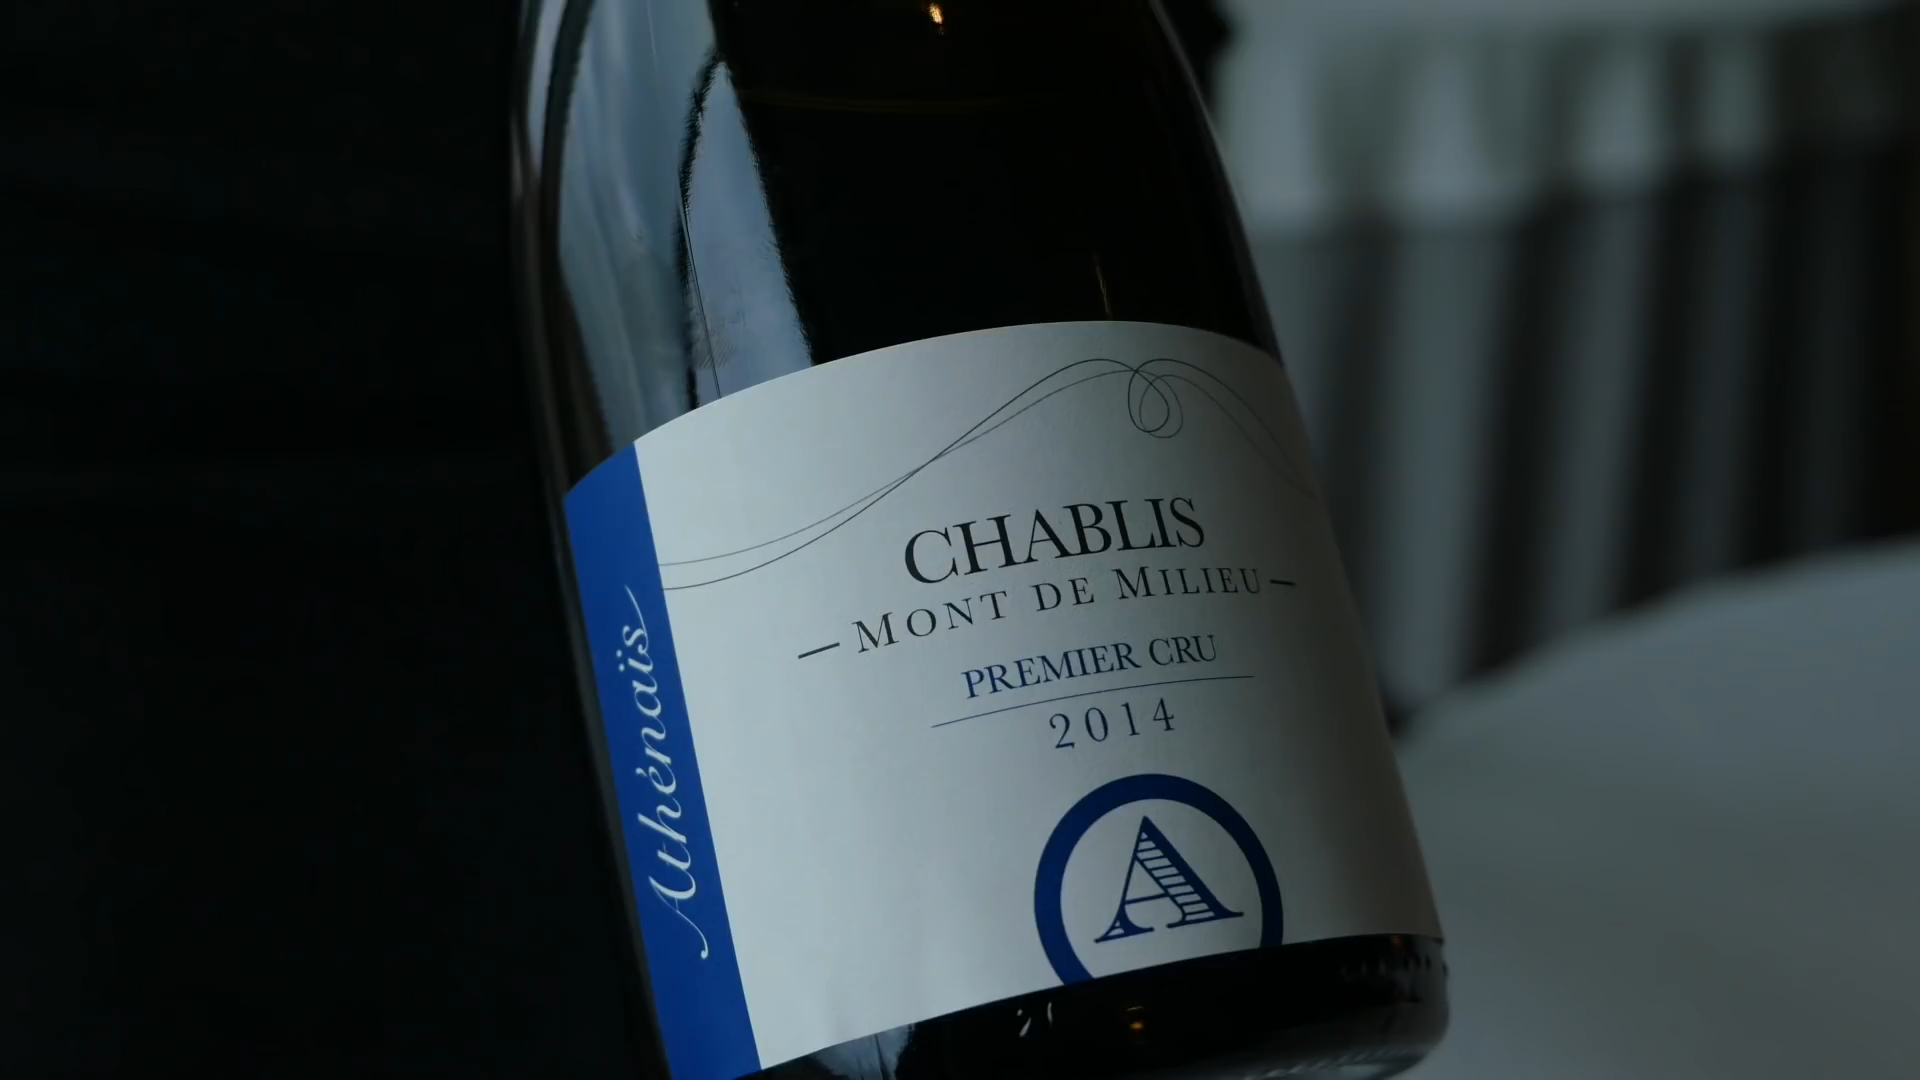 CHABLIS
— MONT DE MILIEU —
PREMIER CRU
2014
A
Athénaïs